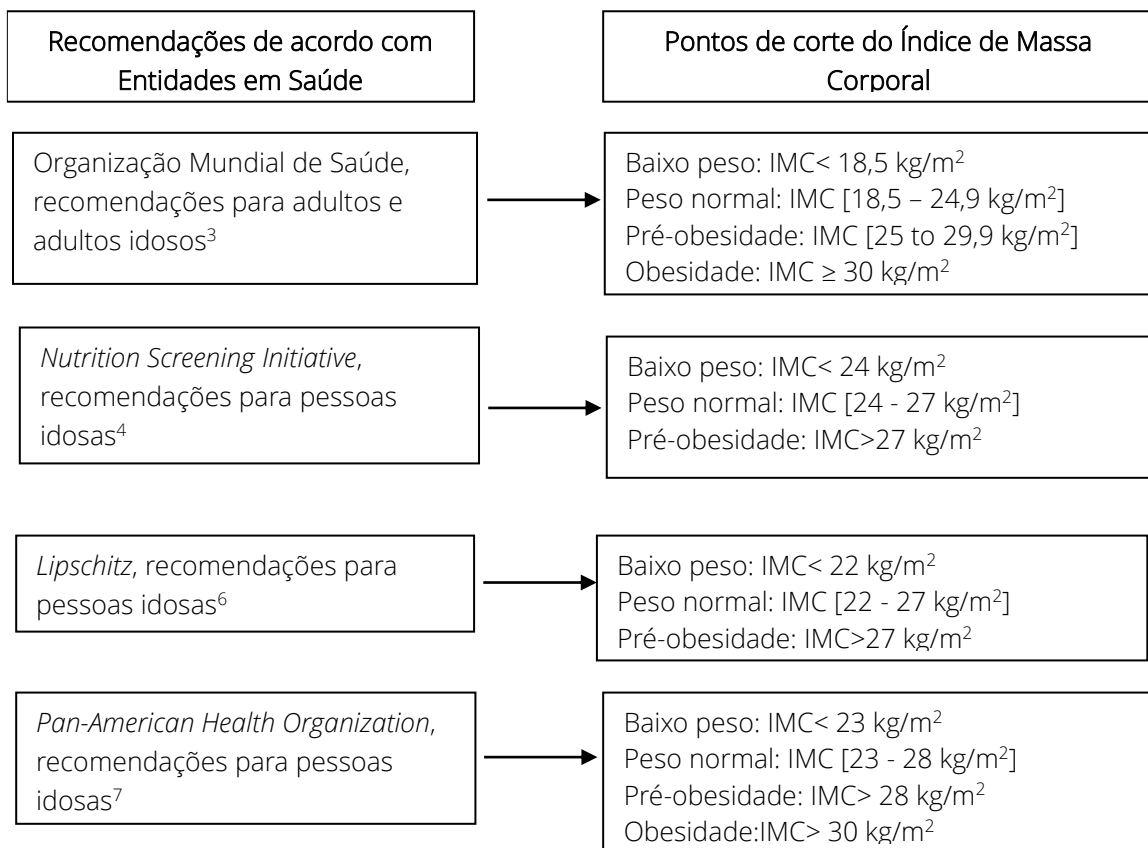 Recomendações de acordo com
Entidades em Saúde
Pontos de corte do Índice de Massa
Corporal
Organização Mundial de Saúde,
recomendações para adultos e
adultos idosos³
Baixo peso: IMC< 18,5 kg/m²
Peso normal: IMC [18,5 – 24,9 kg/m²]
Pré-obesidade: IMC [25 to 29,9 kg/m²]
Obesidade: IMC ≥ 30 kg/m²
Nutrition Screening Initiative,
recomendações para pessoas
idosas⁴
Baixo peso: IMC< 24 kg/m²
Peso normal: IMC [24 - 27 kg/m²]
Pré-obesidade: IMC>27 kg/m²
Lipschitz, recomendações para
pessoas idosas⁶
Baixo peso: IMC< 22 kg/m²
Peso normal: IMC [22 - 27 kg/m²]
Pré-obesidade: IMC>27 kg/m²
Pan-American Health Organization,
recomendações para pessoas
idosas⁷
Baixo peso: IMC< 23 kg/m²
Peso normal: IMC [23 - 28 kg/m²]
Pré-obesidade: IMC> 28 kg/m²
Obesidade:IMC> 30 kg/m²